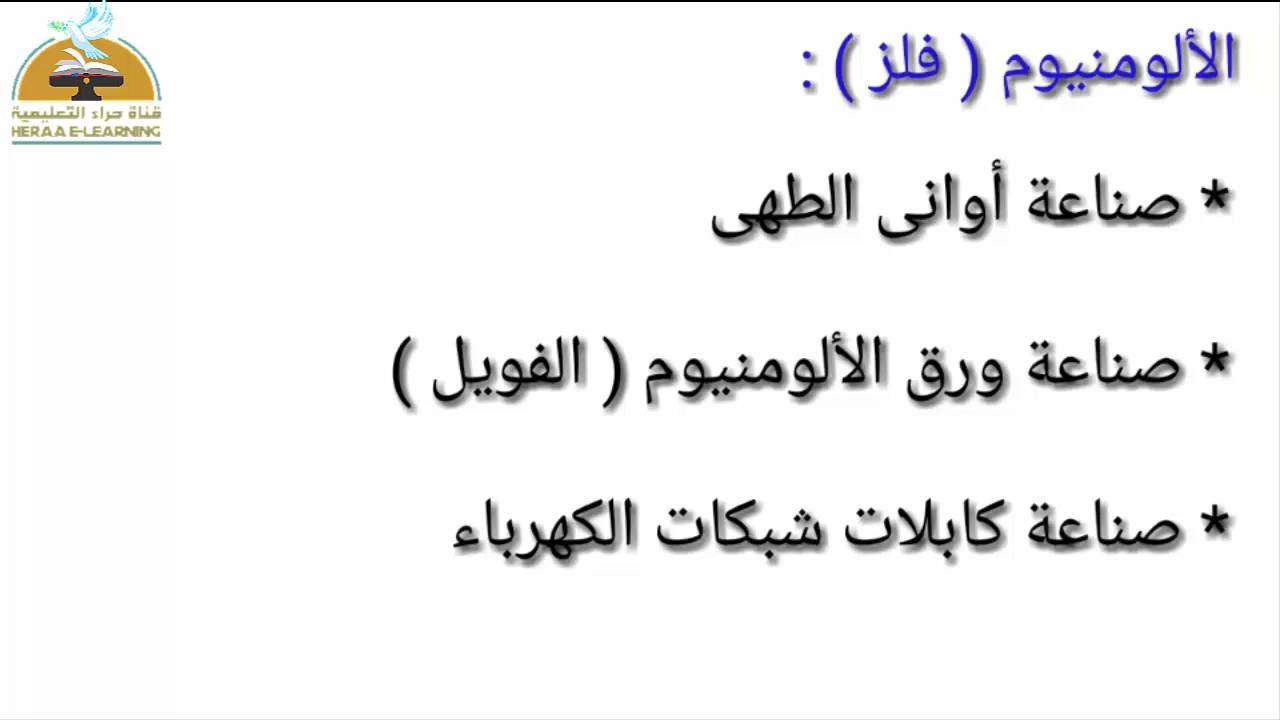 الألومنيوم ( فلز ) :
* صناعة أوانى الطهى
* صناعة ورق الألومنيوم ( الفويل )
* صناعة كابلات شبكات الكهرباء
قناة حراء التعليمية
HERAA E-LEARNING